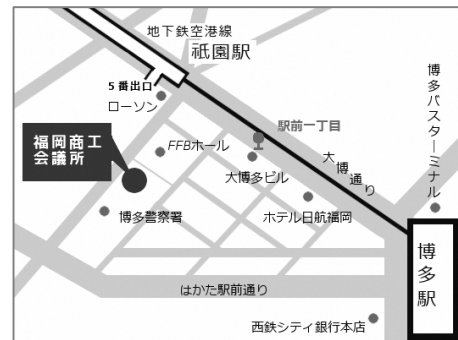 地下鉄空港線
祇園駅
5番出口
ローソン
福岡商工
会議所
FFBホール
駅前一丁目
大博多ビル
大博通り
博多バスターミナル
博多警察署
ホテル日航福岡
博多駅
はかた駅前通り
西鉄シティ銀行本店